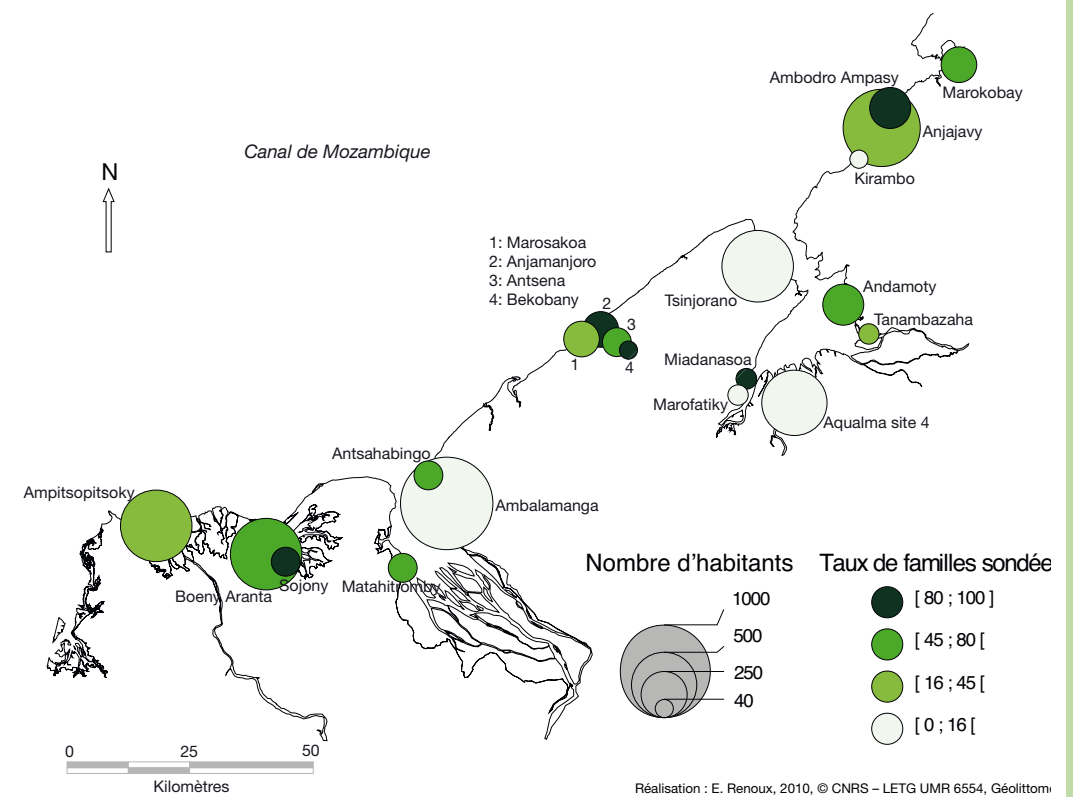 Ambodro Ampasy
Marokobay
Anjajavy
Canal de Mozambique
N
Kirambo
1: Marosakoa
2: Anjamanjoro
3: Antsena
4: Bekobany
Tsinjorano
Andamoty
2
Tanambazaha
3
1
4
Miadanasoa
Marofatiky
Aqualma site 4
Antsahabingo
Ampitsopitsoky
Ambalamanga
Sojony
Matahitromby
Boeny Aranta
Nombre d'habitants
1000
500
250
40
Taux de familles sondée
[ 80 ; 100 ]
[ 45 ; 80 [
[ 16 ; 45 [
[ 0 ; 16 [
0 25 50
Kilomètres
Réalisation : E. Renoux, 2010, © CNRS – LETG UMR 6554, Géolittom